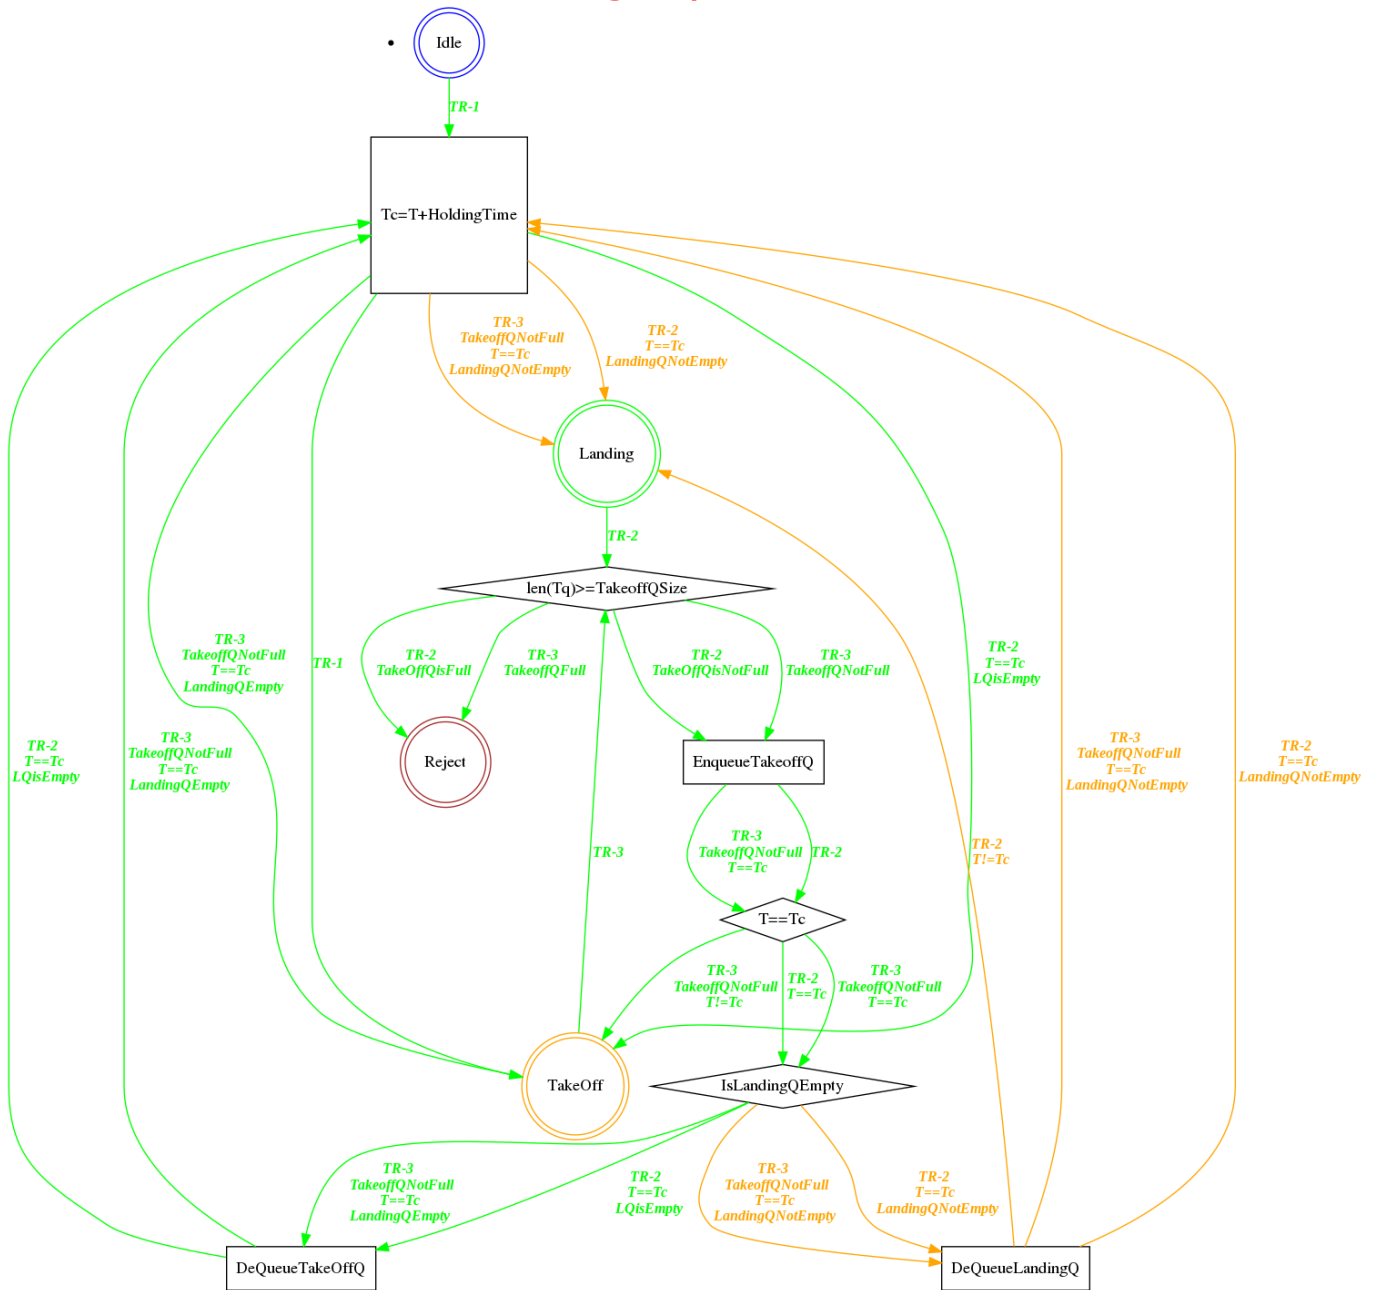 Idle
TR-1
Tc=T+HoldingTime
TR-3
TakeoffQNotFull
T==Tc
LandingQNotEmpty
TR-2
T==Tc
LandingQNotEmpty
Landing
TR-2
len(Tq)>=TakeoffQSize
TR-3
TakeoffQNotFull
T==Tc
LandingQEmpty
TR-1
TR-2
TakeOffQisFull
TR-3
TakeoffQFull
TR-2
TakeOffQisNotFull
TR-3
TakeoffQNotFull
TR-2
T==Tc
LQisEmpty
TR-2
T==Tc
LQisEmpty
TR-3
TakeoffQNotFull
T==Tc
LandingQEmpty
Reject
EnqueueTakeoffQ
TR-3
TakeoffQNotFull
T==Tc
LandingQNotEmpty
TR-2
T==Tc
LandingQNotEmpty
TR-3
TR-3
TakeoffQNotFull
T==Tc
TR-2
TR-2
T!=Tc
T==Tc
TR-3
TakeoffQNotFull
T!=Tc
TR-2
T==Tc
TR-3
TakeoffQNotFull
T==Tc
TakeOff
IsLandingQEmpty
TR-3
TakeoffQNotFull
T==Tc
LandingQEmpty
TR-2
T==Tc
LQisEmpty
TR-3
TakeoffQNotFull
T==Tc
LandingQNotEmpty
TR-2
T==Tc
LandingQNotEmpty
DeQueueTakeOffQ
DeQueueLandingQ